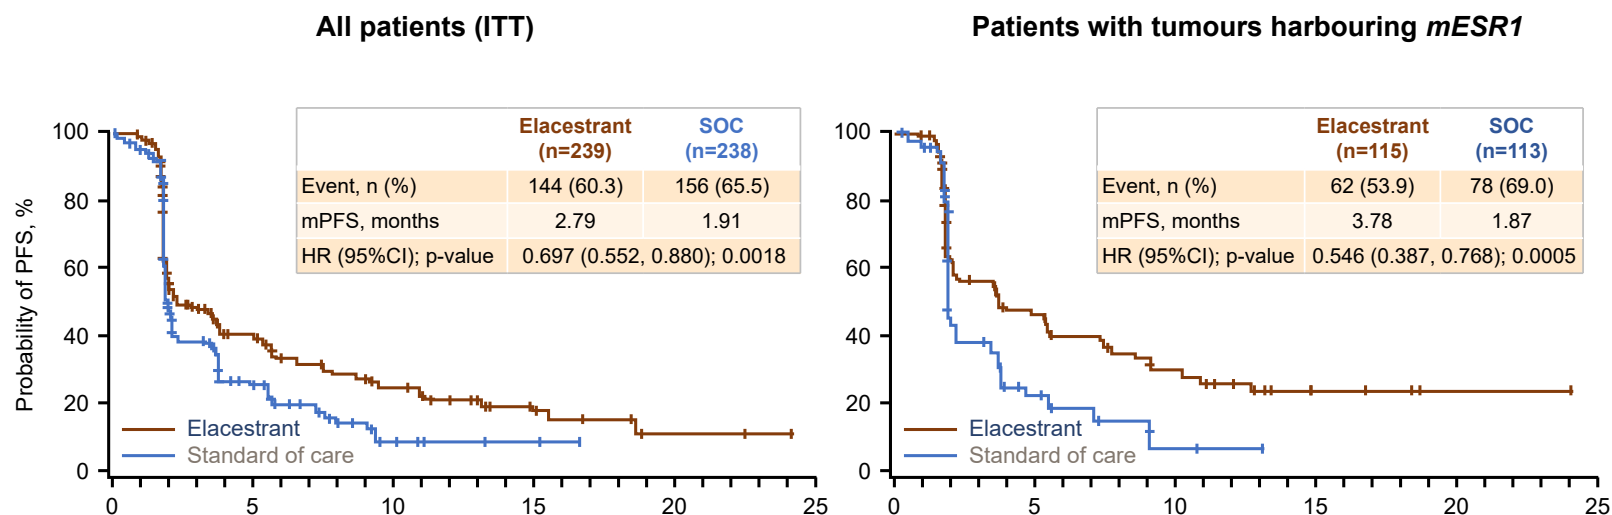 All patients (ITT)
Elacestrant SOC
(n=239) (n=238)
Event, n (%) 144 (60.3) 156 (65.5)
mPFS, months 2.79 1.91
HR (95%CI); p-value 0.697 (0.552, 0.880); 0.0018
Probability of PFS, %
100
80
60
40
20
0
Elacestrant
Standard of care
0 5 10 15 20 25
Patients with tumours harbouring mESR1
Elacestrant SOC
(n=115) (n=113)
Event, n (%) 62 (53.9) 78 (69.0)
mPFS, months 3.78 1.87
HR (95%CI); p-value 0.546 (0.387, 0.768); 0.0005
100
80
60
40
20
0
Elacestrant
Standard of care
0 5 10 15 20 25